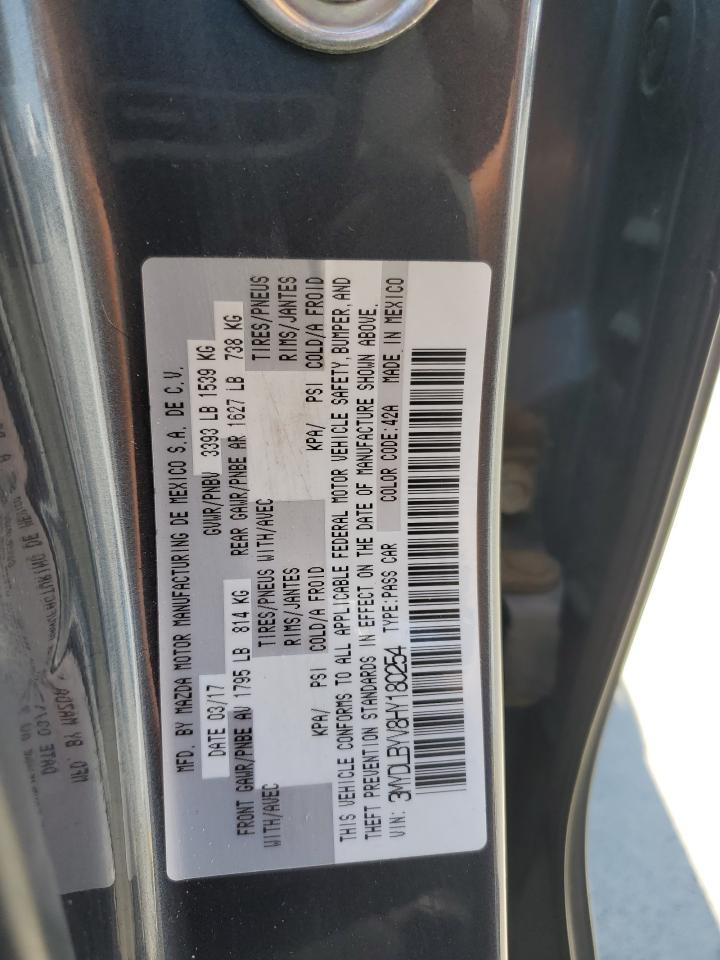 MFD. BY MAZDA MOTOR MANUFACTURING DE MEXICO S.A. DE C.V.
DATE 03/17 GVWR/PNBV 3393 LB 1539 KG
FRONT GAWR/PNBE AV 1795 LB 814 KG REAR GAWR/PNBE AR 1627 LB 738 KG
WITH/AVEC TIRES/PNEUS WITH/AVEC TIRES/PNEUS
RIMS/JANTES RIMS/JANTES
KPA/ PSI COLD/A FROID KPA/ PSI COLD/A FROID
THIS VEHICLE CONFORMS TO ALL APPLICABLE FEDERAL MOTOR VEHICLE SAFETY, BUMPER, AND
THEFT PREVENTION STANDARDS IN EFFECT ON THE DATE OF MANUFACTURE SHOWN ABOVE.
VIN: 3MYDLBYV8HY180254 TYPE:PASS CAR COLOR CODE:42A MADE IN MEXICO